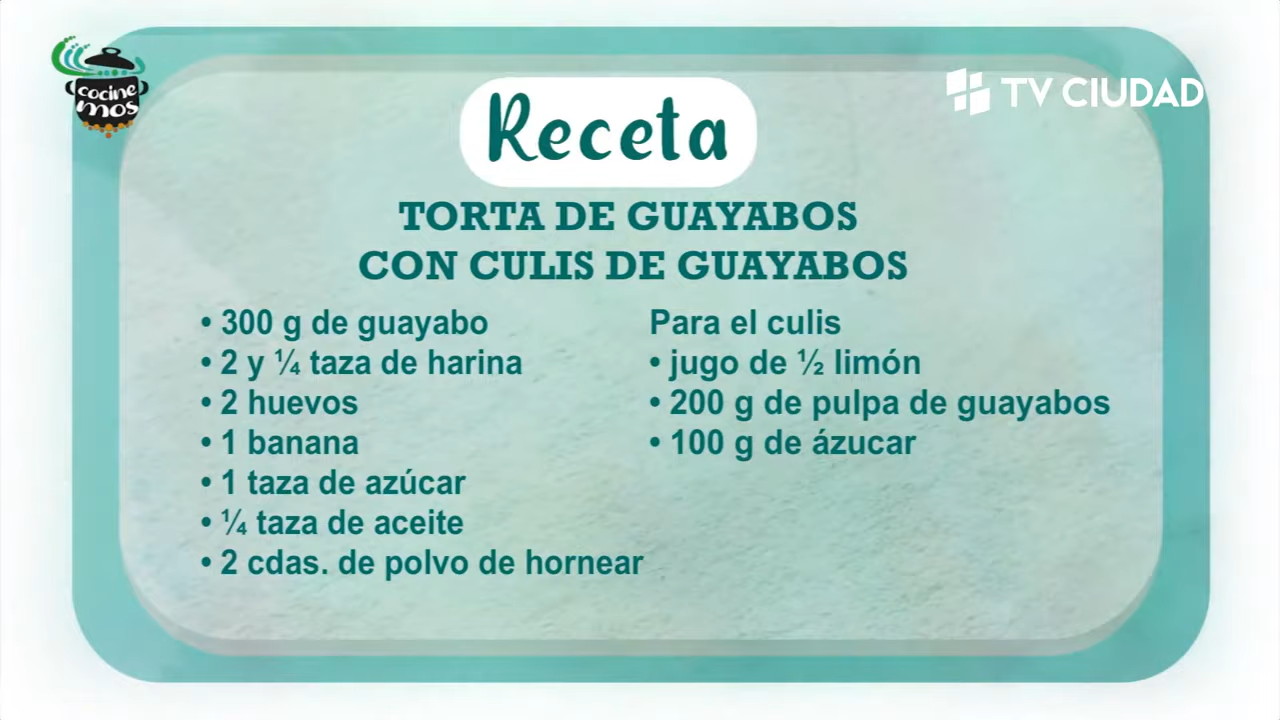 cocine
mos
TV CIUDAD
Receta
TORTA DE GUAYABOS
CON CULIS DE GUAYABOS
• 300 g de guayabo
• 2 y ¼ taza de harina
• 2 huevos
• 1 banana
• 1 taza de azúcar
• ¼ taza de aceite
• 2 cdas. de polvo de hornear
Para el culis
• jugo de ½ limón
• 200 g de pulpa de guayabos
• 100 g de ázucar